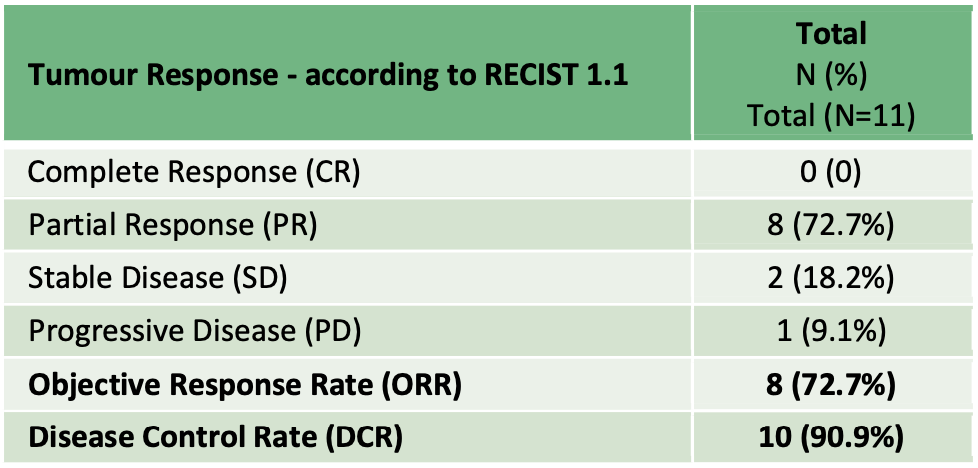 Tumour Response - according to RECIST 1.1
Total
N (%)
Total (N=11)
Complete Response (CR) 0 (0)
Partial Response (PR) 8 (72.7%)
Stable Disease (SD) 2 (18.2%)
Progressive Disease (PD) 1 (9.1%)
Objective Response Rate (ORR) 8 (72.7%)
Disease Control Rate (DCR) 10 (90.9%)